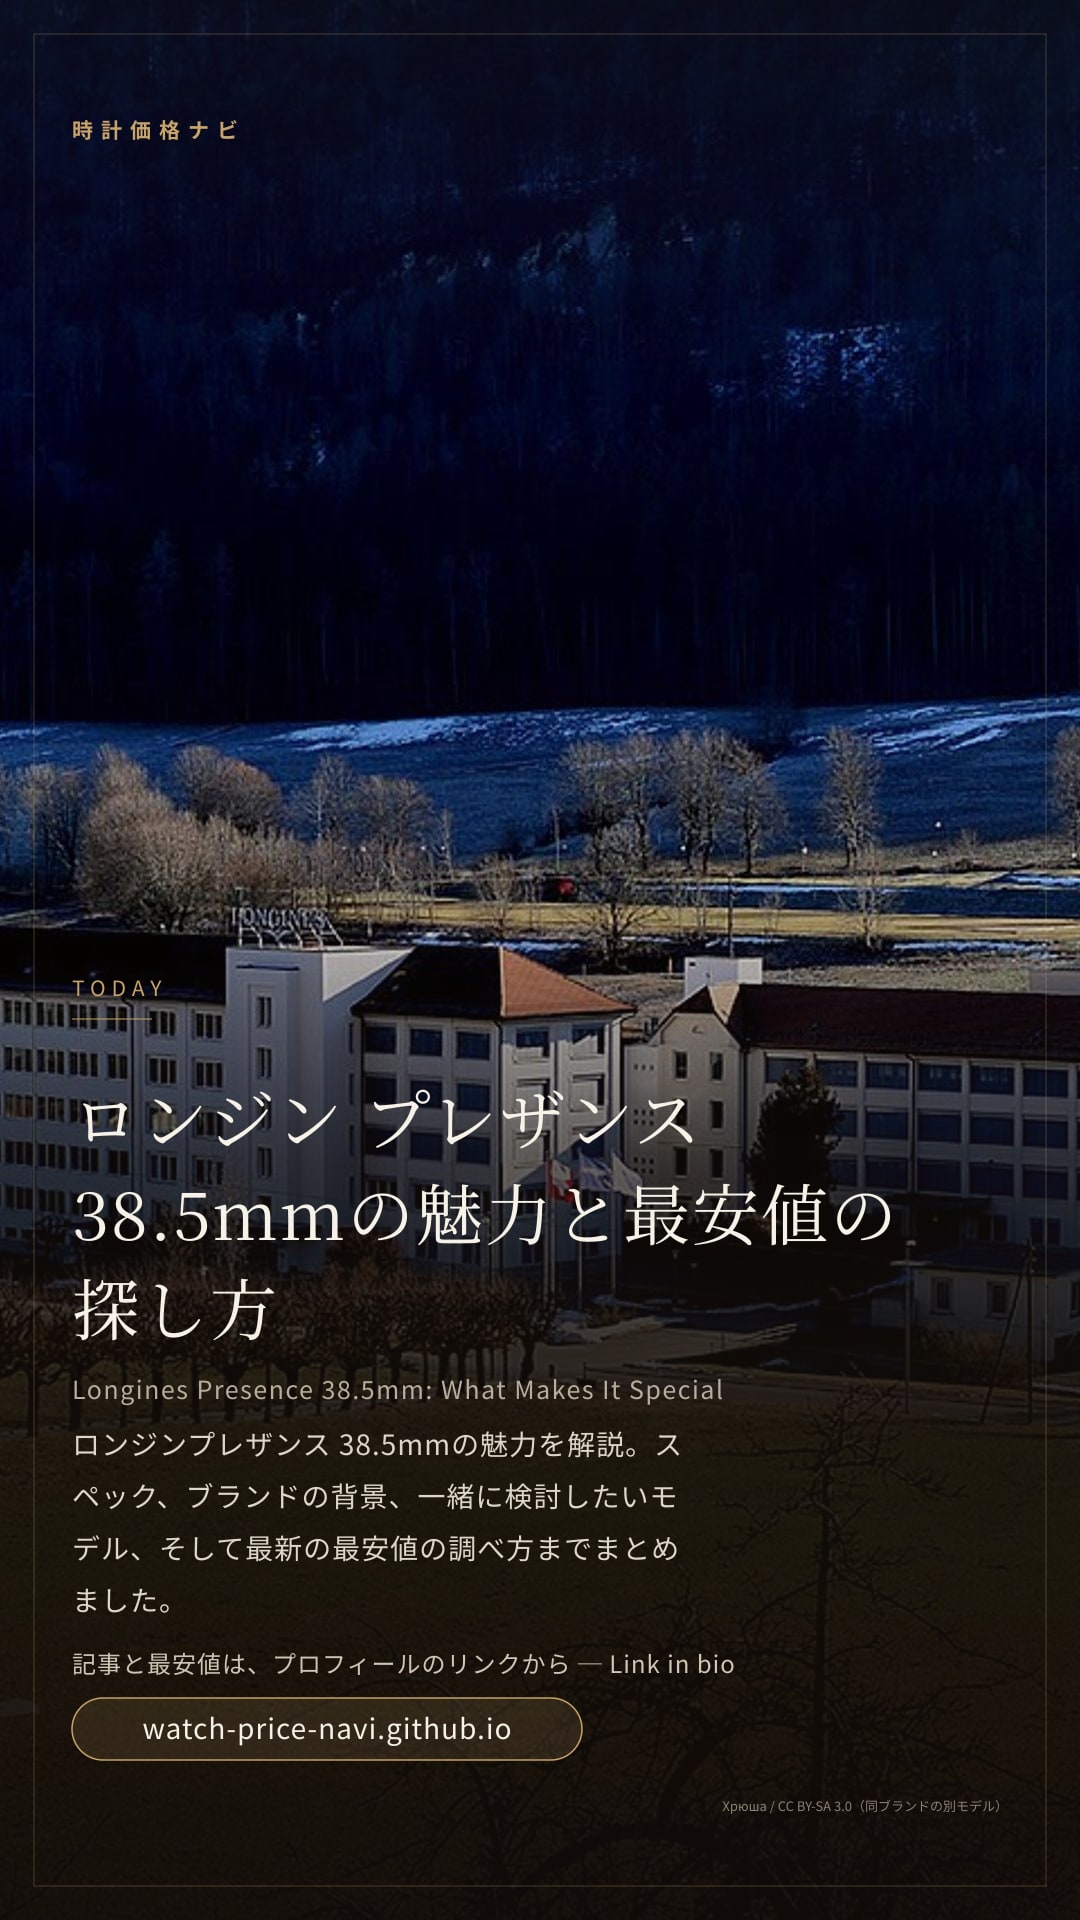 時計価格ナビ
LONGINES
TODAY
ロンジン プレザンス
38.5mmの魅力と最安値の
探し方
Longines Presence 38.5mm: What Makes It Special
ロンジンプレザンス 38.5mmの魅力を解説。ス
ペック、ブランドの背景、一緒に検討したいモ
デル、そして最新の最安値の調べ方までまとめ
ました。
記事と最安値は、プロフィールのリンクから — Link in bio
watch-price-navi.github.io
Хрюша / CC BY-SA 3.0（同ブランドの別モデル）